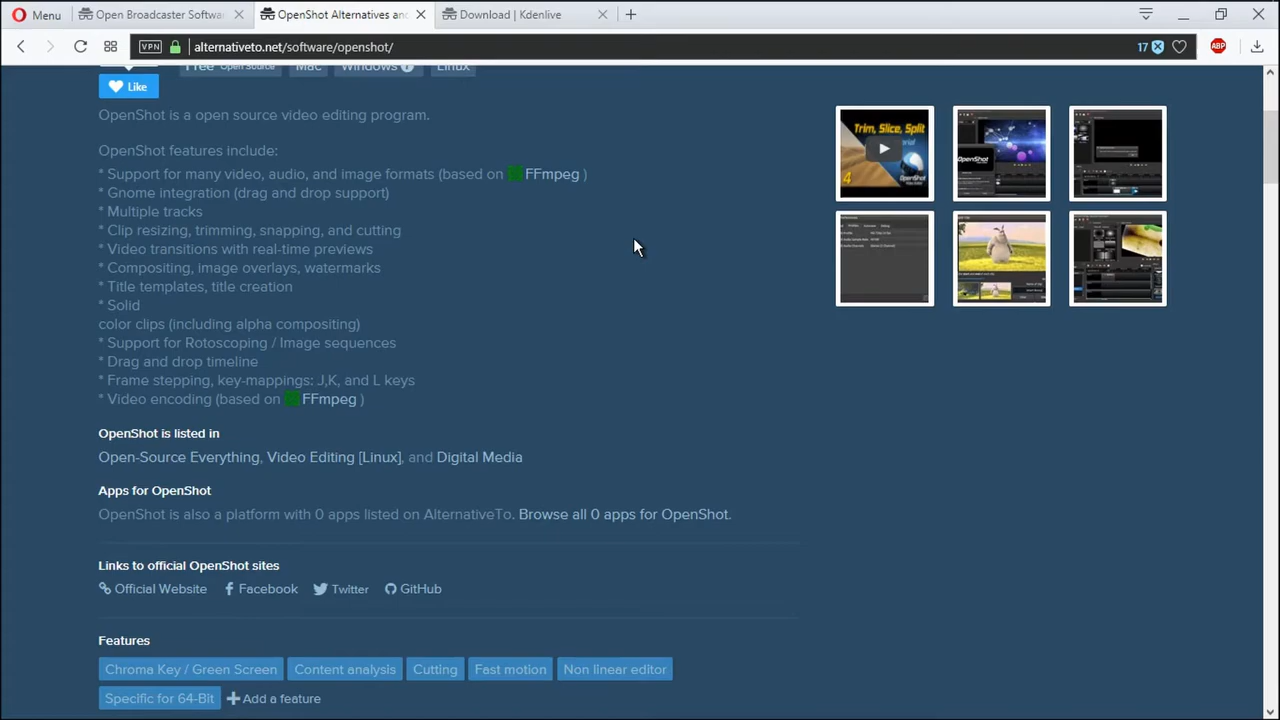 Menu
Open Broadcaster Softwa
OpenShot Alternatives an
Download | Kdenlive
VPN
alternativeto.net/software/openshot/
17
ABP
Free Open Source
Mac
Windows
Linux
Like
OpenShot is a open source video editing program.
OpenShot features include:
* Support for many video, audio, and image formats (based on FFmpeg )
* Gnome integration (drag and drop support)
* Multiple tracks
* Clip resizing, trimming, snapping, and cutting
* Video transitions with real-time previews
* Compositing, image overlays, watermarks
* Title templates, title creation
* Solid
color clips (including alpha compositing)
* Support for Rotoscoping / Image sequences
* Drag and drop timeline
* Frame stepping, key-mappings: J,K, and L keys
* Video encoding (based on FFmpeg )
Trim, Slice, Split
4
OpenShot
OpenShot is listed in
Open-Source Everything, Video Editing [Linux], and Digital Media
Apps for OpenShot
OpenShot is also a platform with 0 apps listed on AlternativeTo. Browse all 0 apps for OpenShot.
Links to official OpenShot sites
Official Website
Facebook
Twitter
GitHub
Features
Chroma Key / Green Screen
Content analysis
Cutting
Fast motion
Non linear editor
Specific for 64-Bit
Add a feature